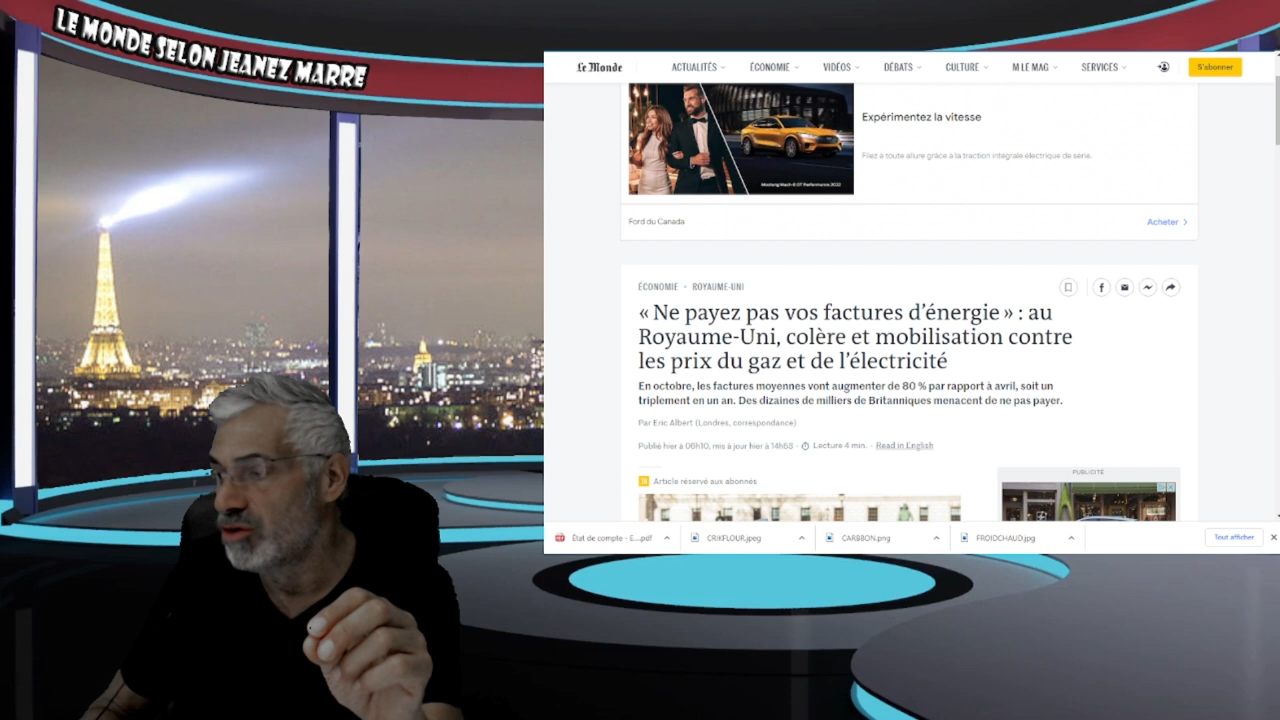 LE MONDE SELON JEANEZ MARRE
Le Monde
ACTUALITÉS
ÉCONOMIE
VIDÉOS
DÉBATS
CULTURE
M LE MAG
SERVICES
S'abonner
Expérimentez la vitesse
Filez à toute allure grâce à la traction intégrale électrique de série.
Ford du Canada
Acheter
ÉCONOMIE • ROYAUME-UNI
« Ne payez pas vos factures d'énergie » : au
Royaume-Uni, colère et mobilisation contre
les prix du gaz et de l'électricité
En octobre, les factures moyennes vont augmenter de 80 % par rapport à avril, soit un
triplement en un an. Des dizaines de milliers de Britanniques menacent de ne pas payer.
Par Eric Albert (Londres, correspondance)
Publié hier à 06h10, mis à jour hier à 14h53 · Lecture 4 min. · Read in English
Article réservé aux abonnés
PUBLICITÉ
État de compte - E....pdf
CRIKFLOUR.jpeg
CARBBON.png
FROIDCHAUD.jpg
Tout afficher